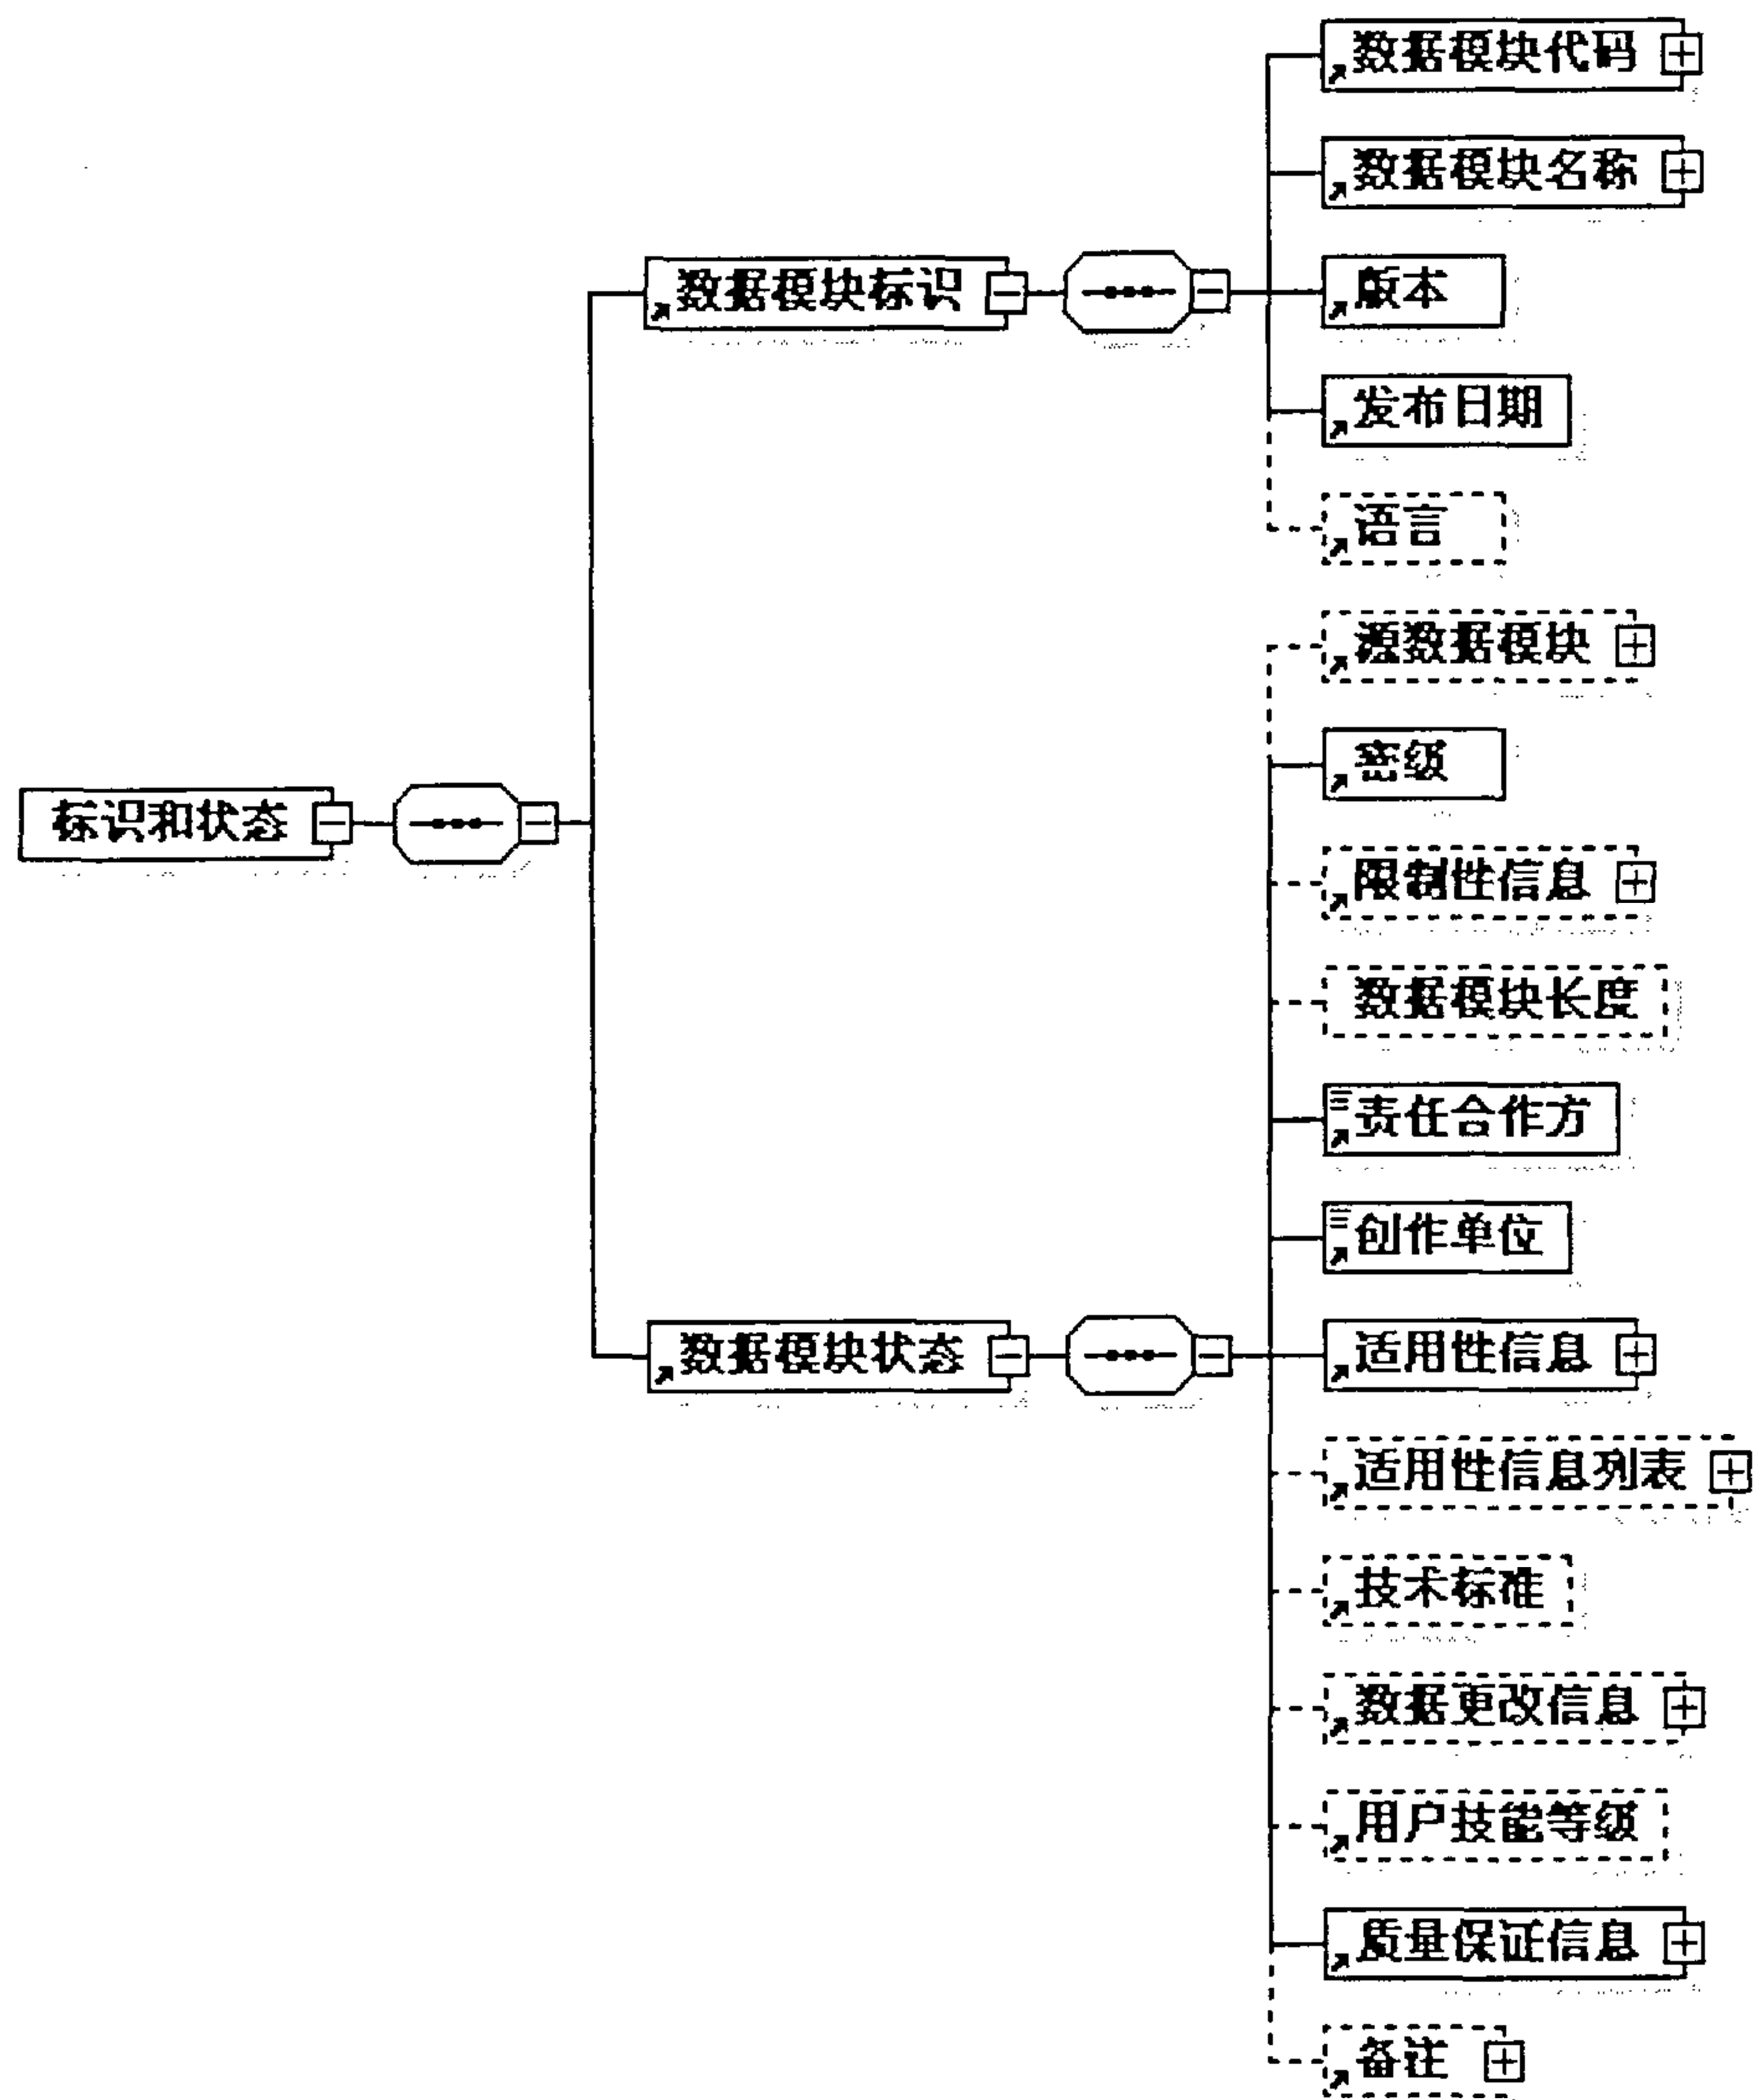 数据模块代码
数据模块名称
数据模块标识
版本
发布日期
语言
源数据模块
密级
标识和状态
限制性信息
数据模块长度
责任合作方
创作单位
数据模块状态
适用性信息
适用性信息列表
技术标准
数据更改信息
用户技能等级
质量保证信息
备注